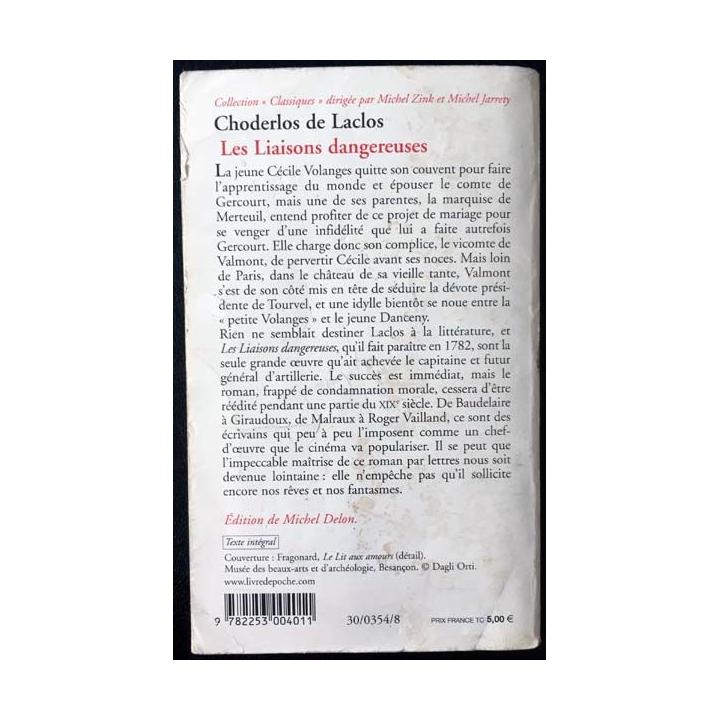 Collection « Classiques » dirigée par Michel Zink et Michel Jarrety
Choderlos de Laclos
Les Liaisons dangereuses
La jeune Cécile Volanges quitte son couvent pour faire
l'apprentissage du monde et épouser le comte de
Gercourt, mais une de ses parentes, la marquise de
Merteuil, entend profiter de ce projet de mariage pour
se venger d'une infidélité que lui a faite autrefois
Gercourt. Elle charge donc son complice, le vicomte de
Valmont, de pervertir Cécile avant ses noces. Mais loin
de Paris, dans le château de sa vieille tante, Valmont
s'est de son côté mis en tête de séduire la dévote prési-
dente de Tourvel, et une idylle bientôt se noue entre la
« petite Volanges » et le jeune Danceny.
Rien ne semblait destiner Laclos à la littérature, et
Les Liaisons dangereuses, qu'il fait paraître en 1782, sont la
seule grande œuvre qu'ait achevée le capitaine et futur
général d'artillerie. Le succès est immédiat, mais le
roman, frappé de condamnation morale, cessera d'être
réédité pendant une partie du XIXe siècle. De Baudelaire
à Giraudoux, de Malraux à Roger Vailland, ce sont des
écrivains qui peu à peu l'imposent comme un chef-
d'œuvre que le cinéma va populariser. Il se peut que
l'impeccable maîtrise de ce roman par lettres nous soit
devenue lointaine : elle n'empêche pas qu'il sollicite
encore nos rêves et nos fantasmes.
Édition de Michel Delon.
Texte intégral
Couverture : Fragonard, Le Lit aux amours (détail).
Musée des beaux-arts et d'archéologie, Besançon. © Dagli Orti.
www.livredepoche.com
9 782253 004011
30/0354/8
PRIX FRANCE TC 5,00 €